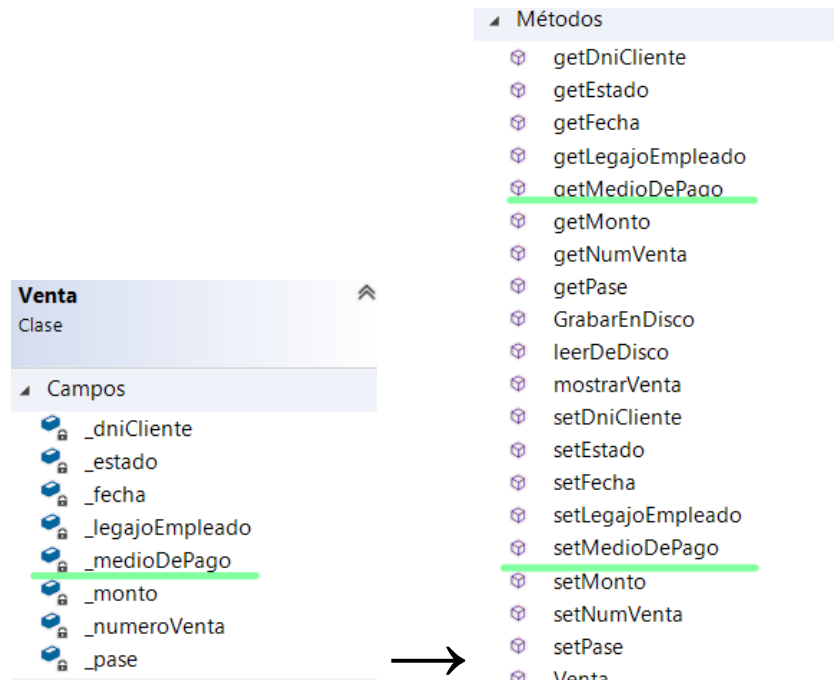 Venta
Clase
Campos
_dniCliente
_estado
_fecha
_legajoEmpleado
_medioDePago
_monto
_numeroVenta
_pase
Métodos
getDniCliente
getEstado
getFecha
getLegajoEmpleado
getMedioDePago
getMonto
getNumVenta
getPase
GrabarEnDisco
leerDeDisco
mostrarVenta
setDniCliente
setEstado
setFecha
setLegajoEmpleado
setMedioDePago
setMonto
setNumVenta
setPase
Venta